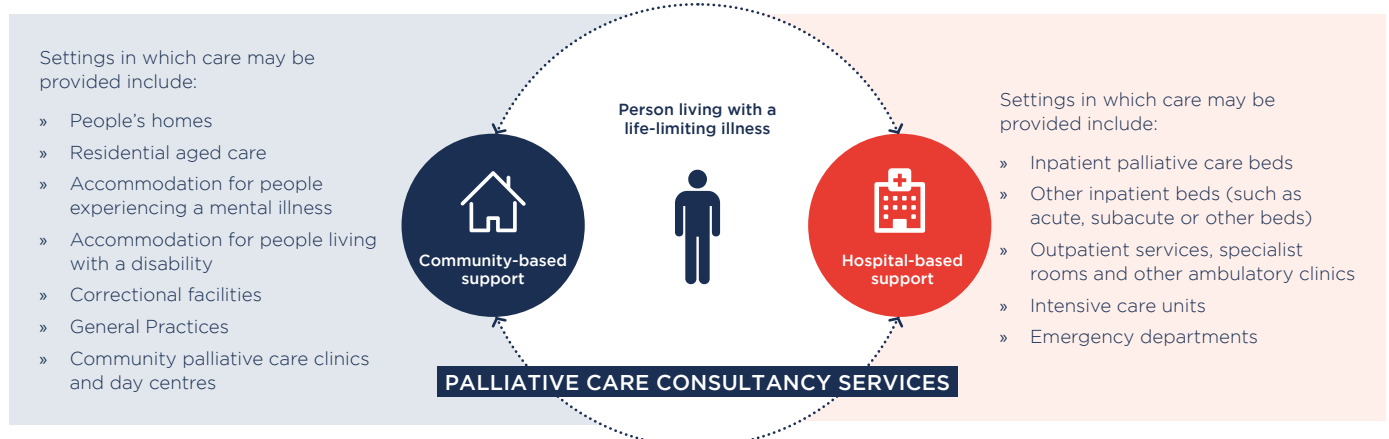 Settings in which care may be
provided include:
» People's homes
» Residential aged care
» Accommodation for people
experiencing a mental illness
» Accommodation for people living
with a disability
» Correctional facilities
» General Practices
» Community palliative care clinics
and day centres
Person living with a
life-limiting illness
Community-based
support
Hospital-based
support
PALLIATIVE CARE CONSULTANCY SERVICES
Settings in which care may be
provided include:
» Inpatient palliative care beds
» Other inpatient beds (such as
acute, subacute or other beds)
» Outpatient services, specialist
rooms and other ambulatory clinics
» Intensive care units
» Emergency departments